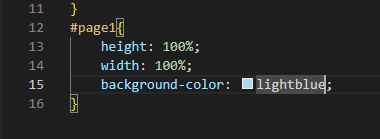 11 }
12 #page1{
13     height: 100%;
14     width: 100%;
15     background-color: lightblue;
16 }